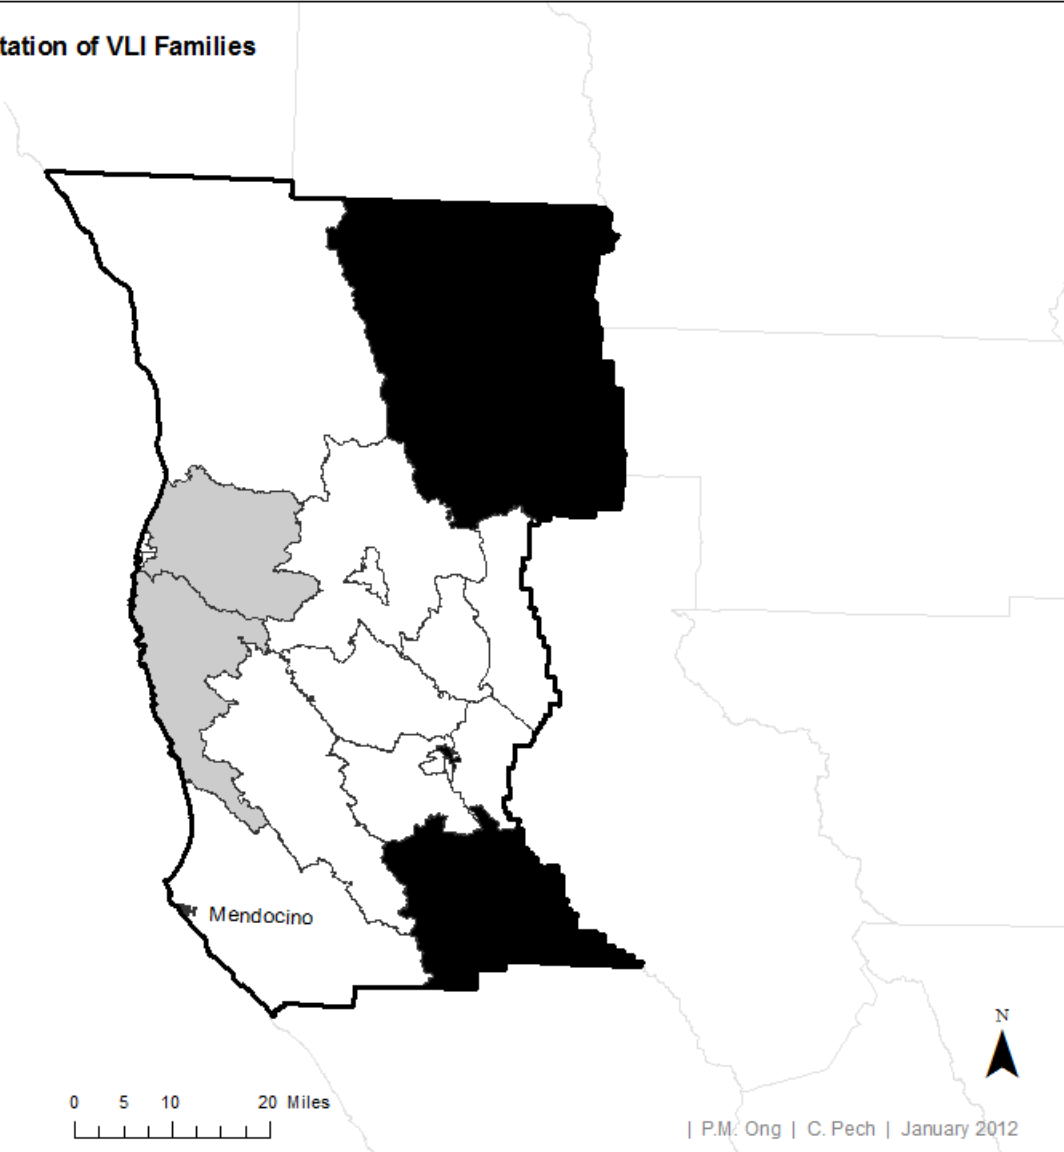 tation of VLI Families
Mendocino
N
0 5 10 20 Miles
| P.M. Ong | C. Pech | January 2012